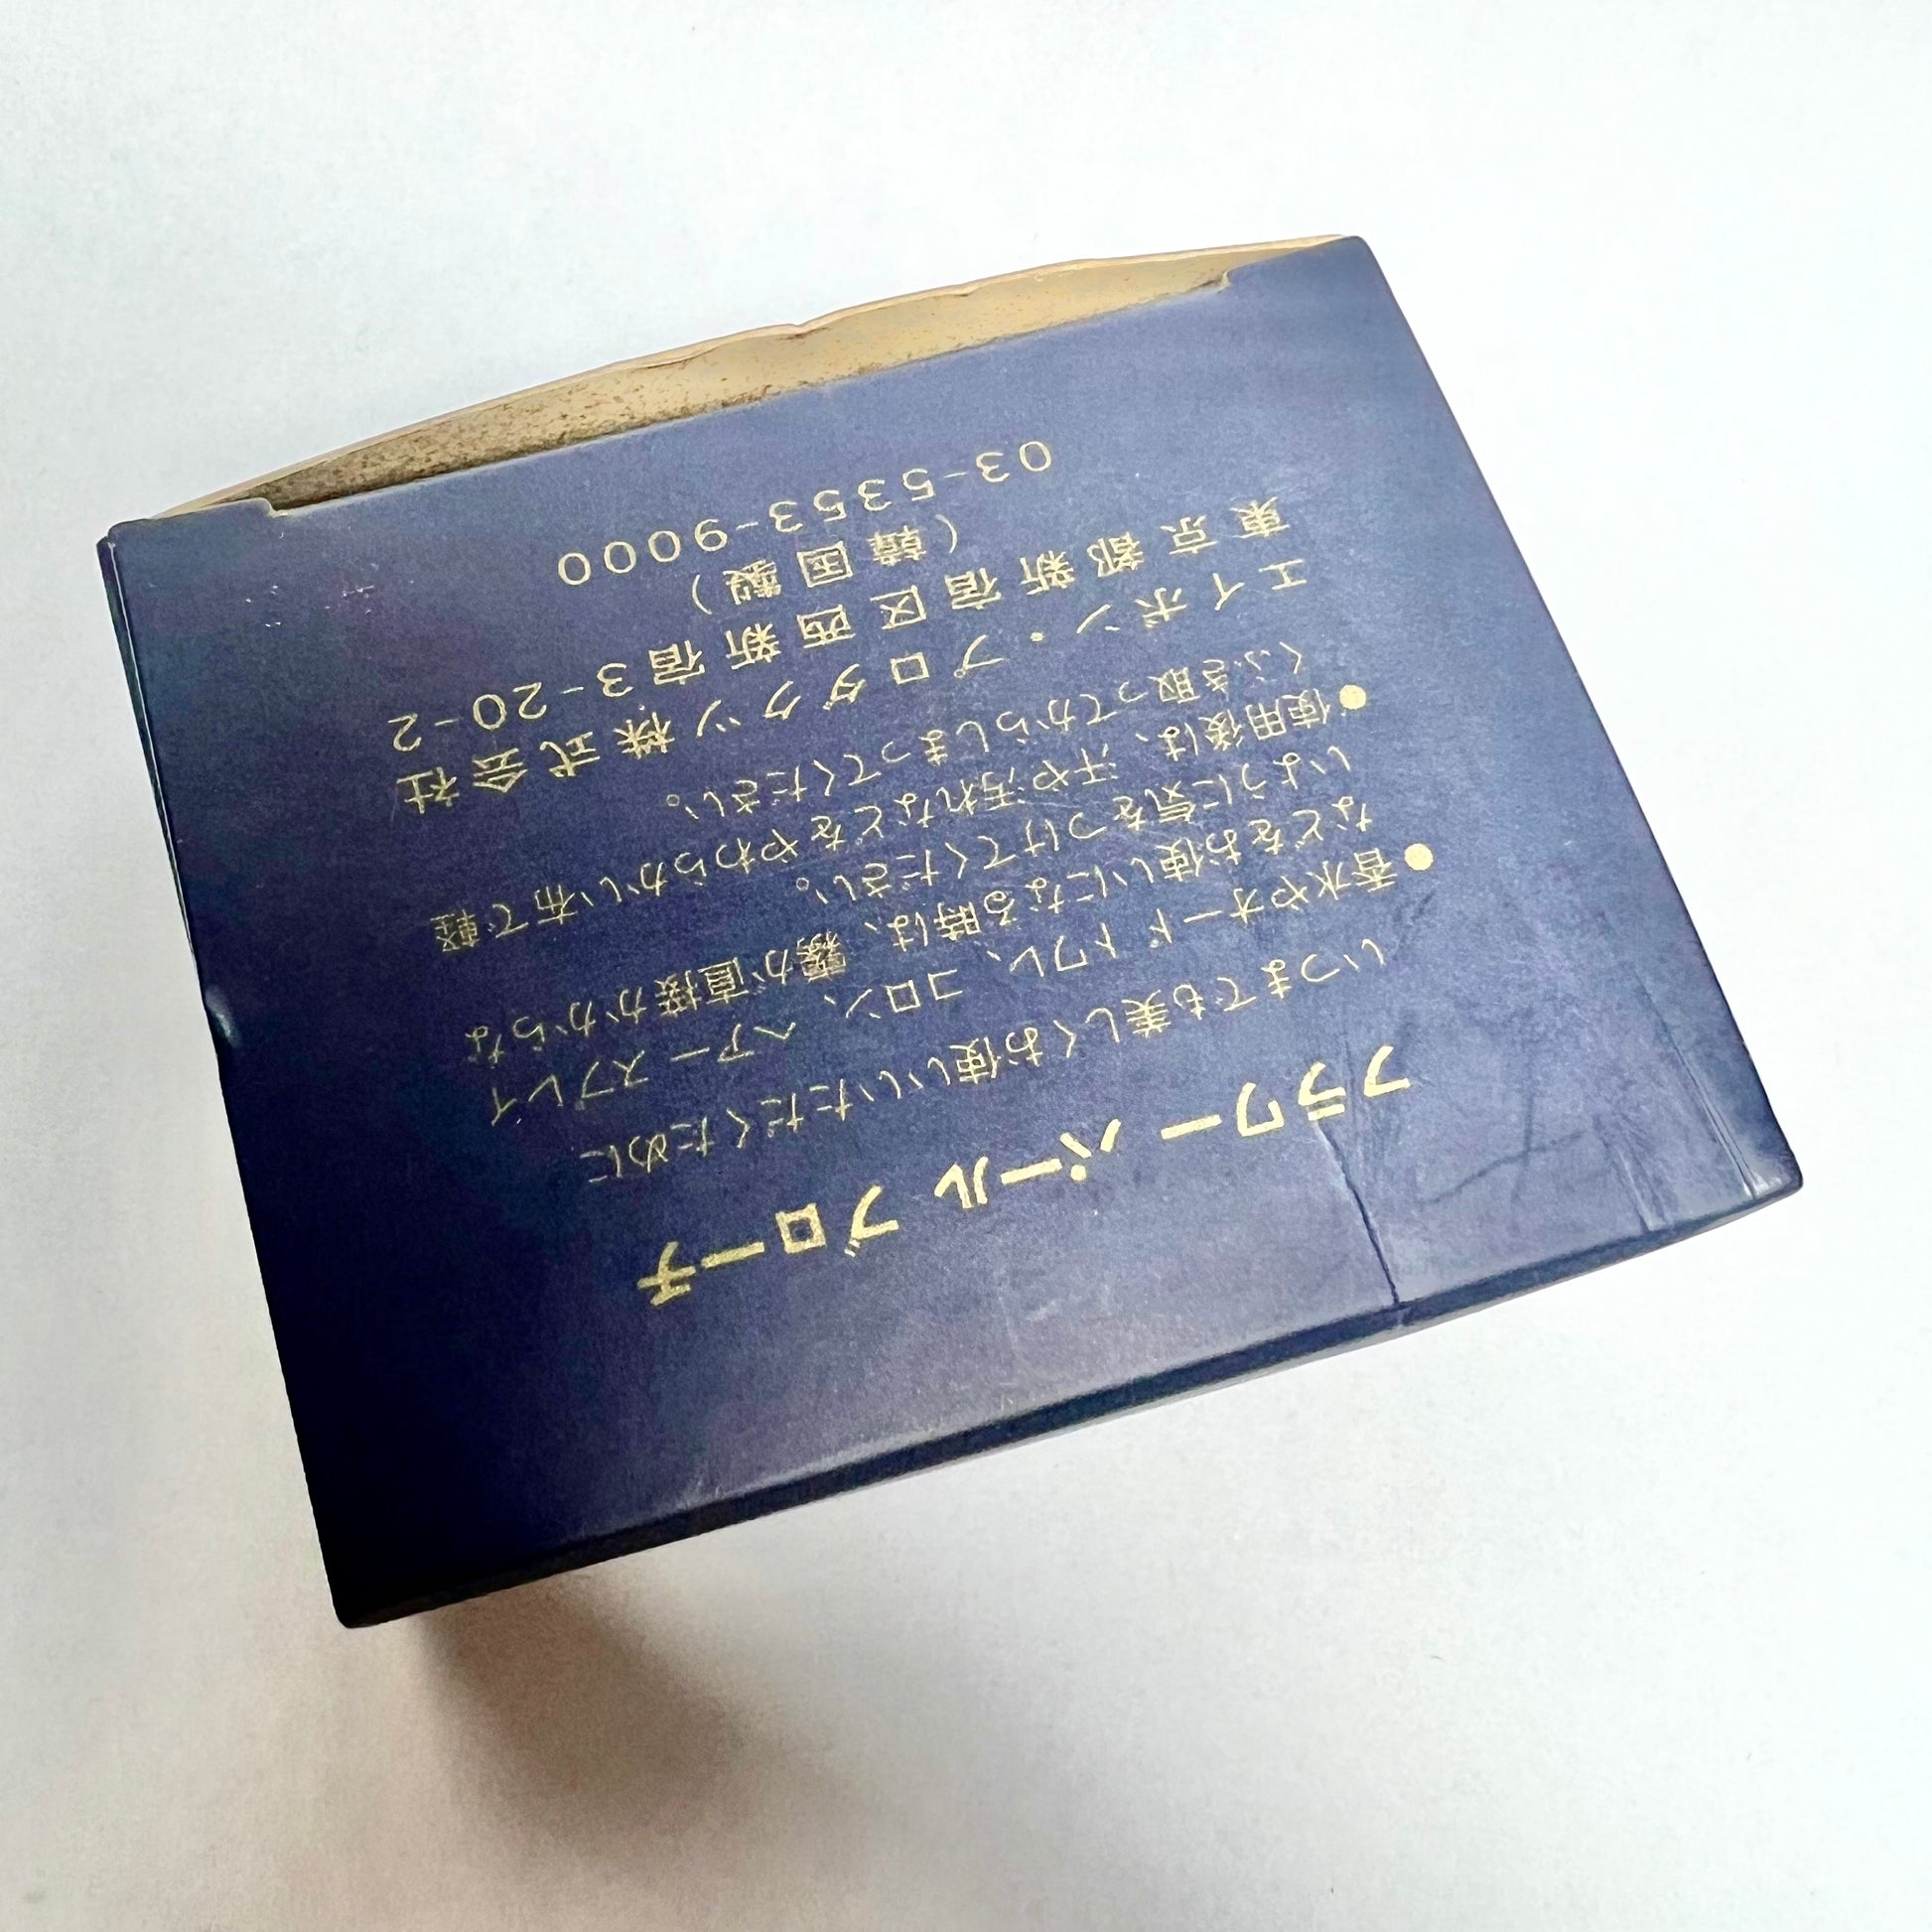 フラワー パール ブローチ
いつまでも美しくお使いいただくために
●香水やオード トワレ、コロン、ヘアー スプレイ
などをお使いになる時は、霧が直接かからな
いように気をつけてください。
●使用後は、汗や汚れなどをやわらかい布で軽
くふき取ってからしまってください。
エイボン・プロダクツ株式会社
東京都新宿区西新宿3-20-2
(韓国製)
03-5353-9000